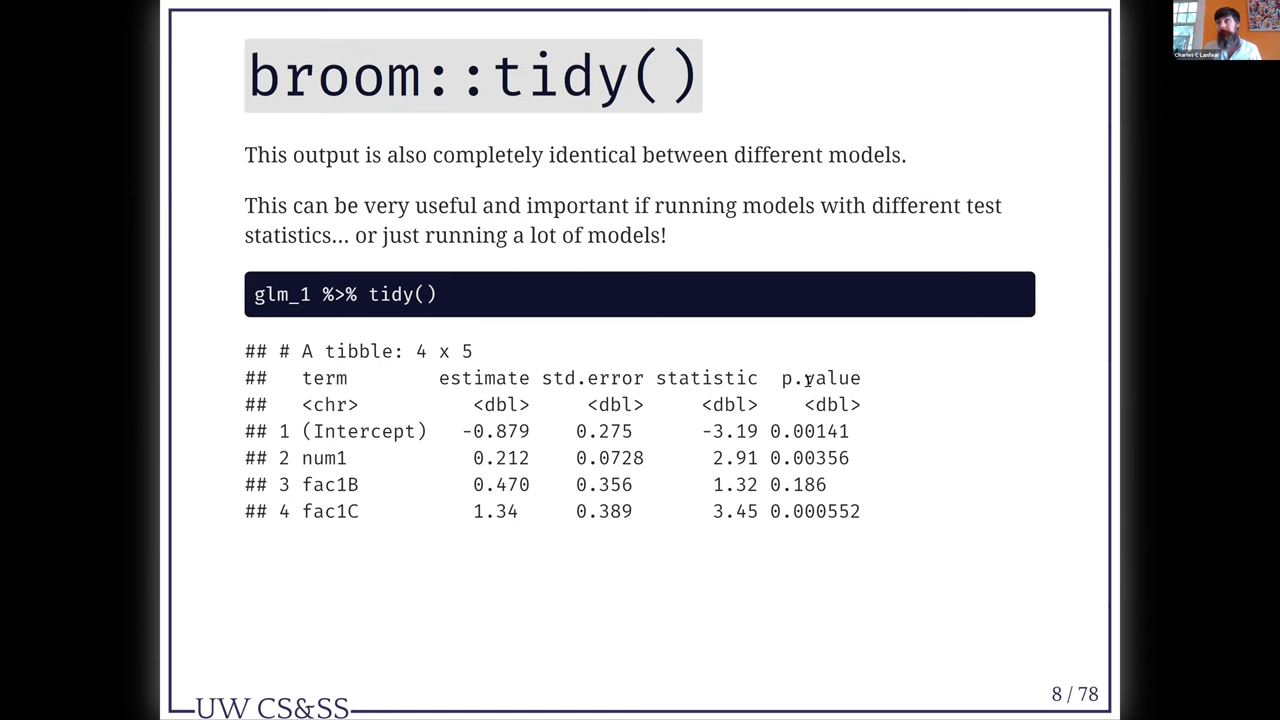 broom::tidy()
Charles C Lanfear
This output is also completely identical between different models.
This can be very useful and important if running models with different test
statistics... or just running a lot of models!
glm_1 %>% tidy()
## # A tibble: 4 x 5
##   term        estimate std.error statistic  p.value
##   <chr>          <dbl>     <dbl>     <dbl>    <dbl>
## 1 (Intercept)   -0.879    0.275      -3.19 0.00141
## 2 num1           0.212    0.0728      2.91 0.00356
## 3 fac1B          0.470    0.356       1.32 0.186
## 4 fac1C          1.34     0.389       3.45 0.000552
8 / 78
UW CS&SS